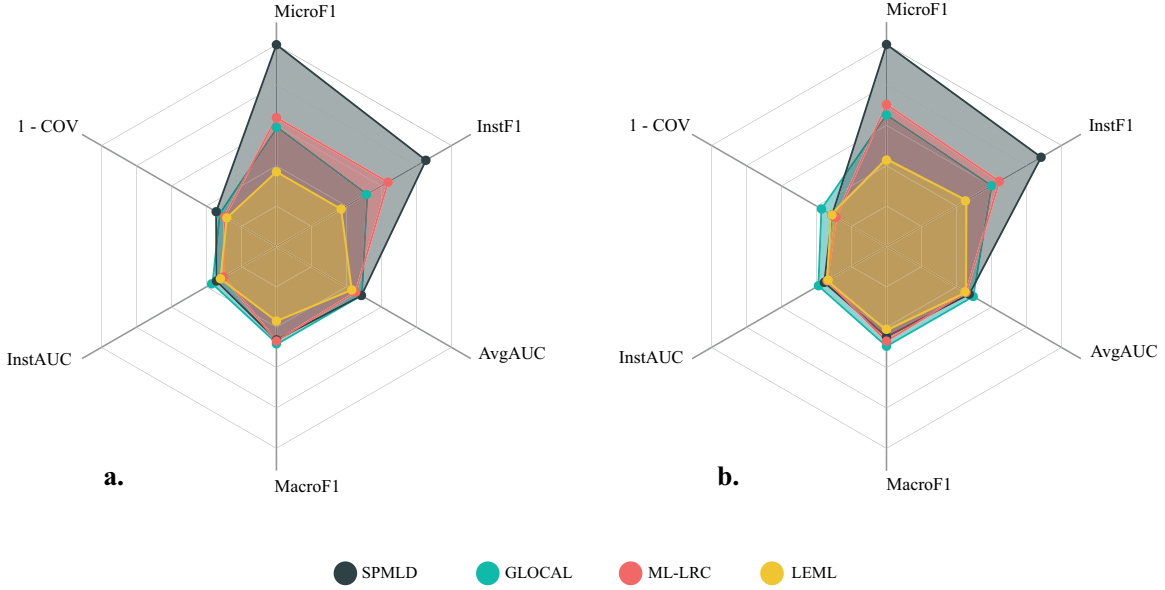 MicroF1
1 - COV
InstF1
InstAUC
AvgAUC
MacroF1
a.
MicroF1
1 - COV
InstF1
InstAUC
AvgAUC
MacroF1
b.
SPMLD
GLOCAL
ML-LRC
LEML